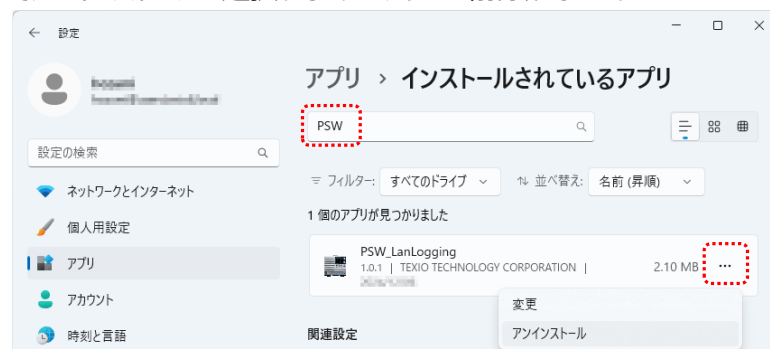 ← 設定
アプリ › インストールされているアプリ
PSW
設定の検索
フィルター: すべてのドライブ 並べ替え: 名前 (昇順)
ネットワークとインターネット
1 個のアプリが見つかりました
個人用設定
PSW_LanLogging
アプリ
1.0.1 | TEXIO TECHNOLOGY CORPORATION | 2.10 MB ···
アカウント
変更
時刻と言語
関連設定
アンインストール